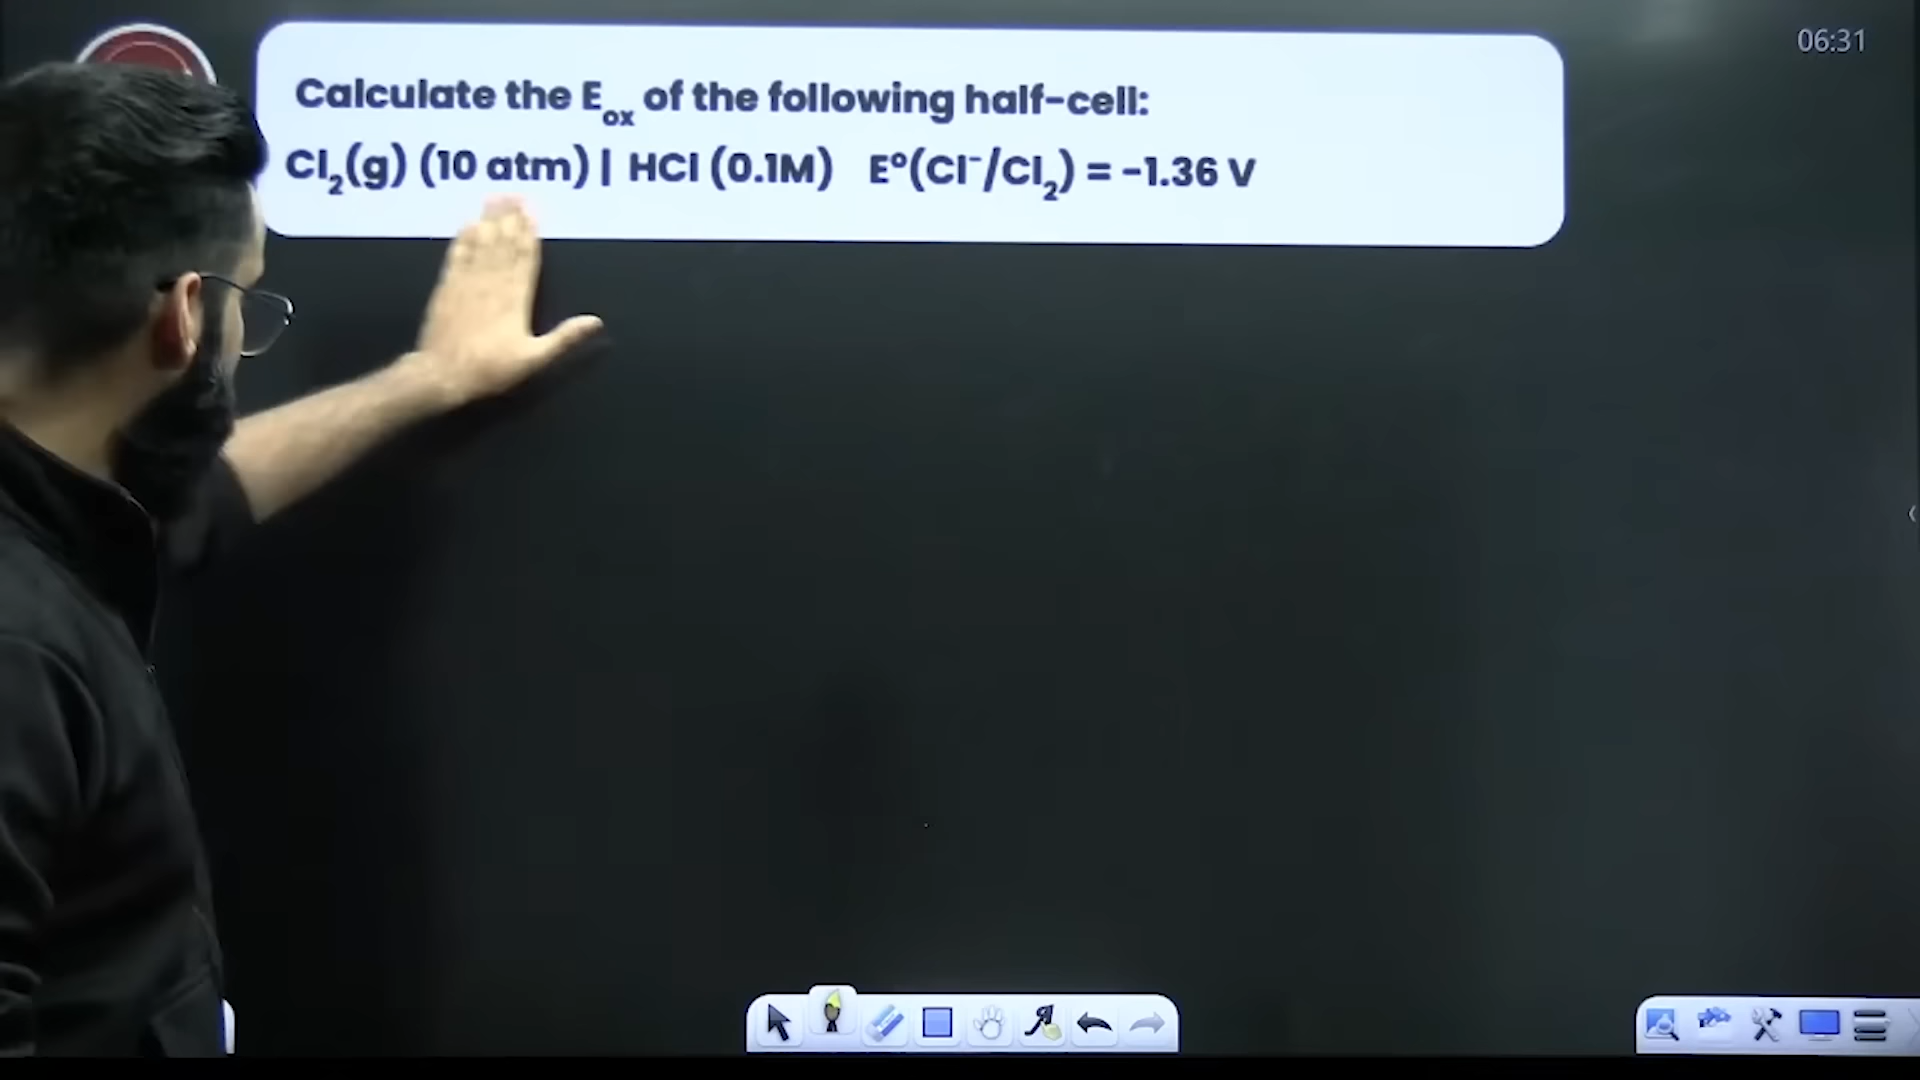 06:31
Calculate the Eₒₓ of the following half-cell:
Cl₂(g) (10 atm) | HCl (0.1M) E°(Cl⁻/Cl₂) = -1.36 V